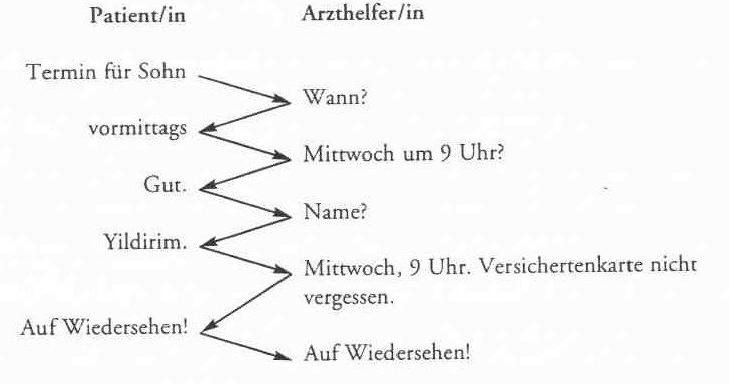 Patient/in
Arzthelfer/in
Termin für Sohn
Wann?
vormittags
Mittwoch um 9 Uhr?
Gut.
Name?
Yildirim.
Mittwoch, 9 Uhr. Versichertenkarte nicht
vergessen.
Auf Wiedersehen!
Auf Wiedersehen!